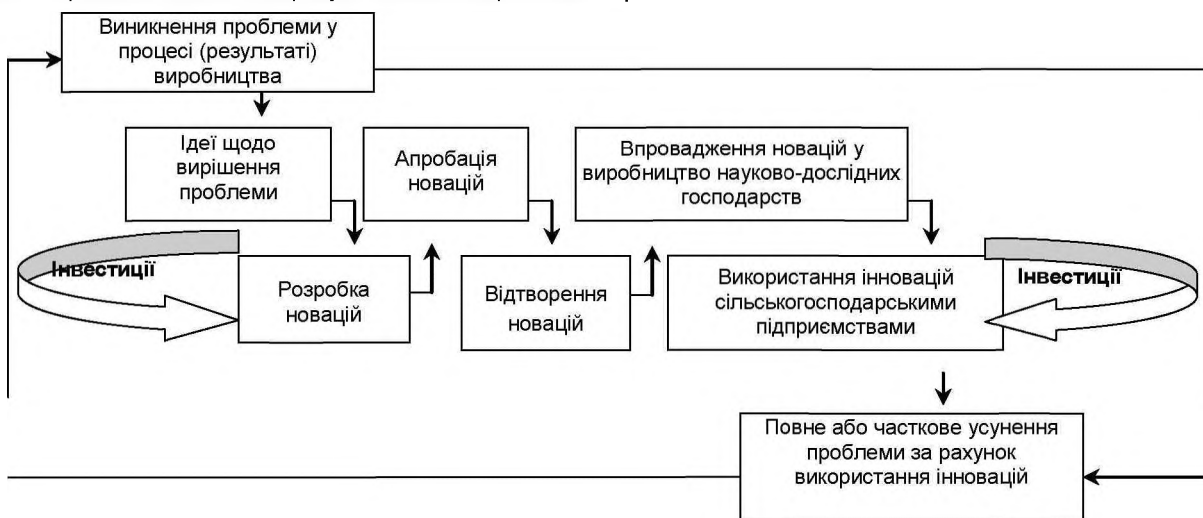 Виникнення проблеми у
процесі (результаті)
виробництва
Ідеї щодо
вирішення
проблеми
Апробація
новацій
Впровадження новацій у
виробництво науково-дослідних
господарств
Інвестиції
Розробка
новацій
Відтворення
новацій
Використання інновацій
сільськогосподарськими
підприємствами
Інвестиції
Повне або часткове усунення
проблеми за рахунок
використання інновацій